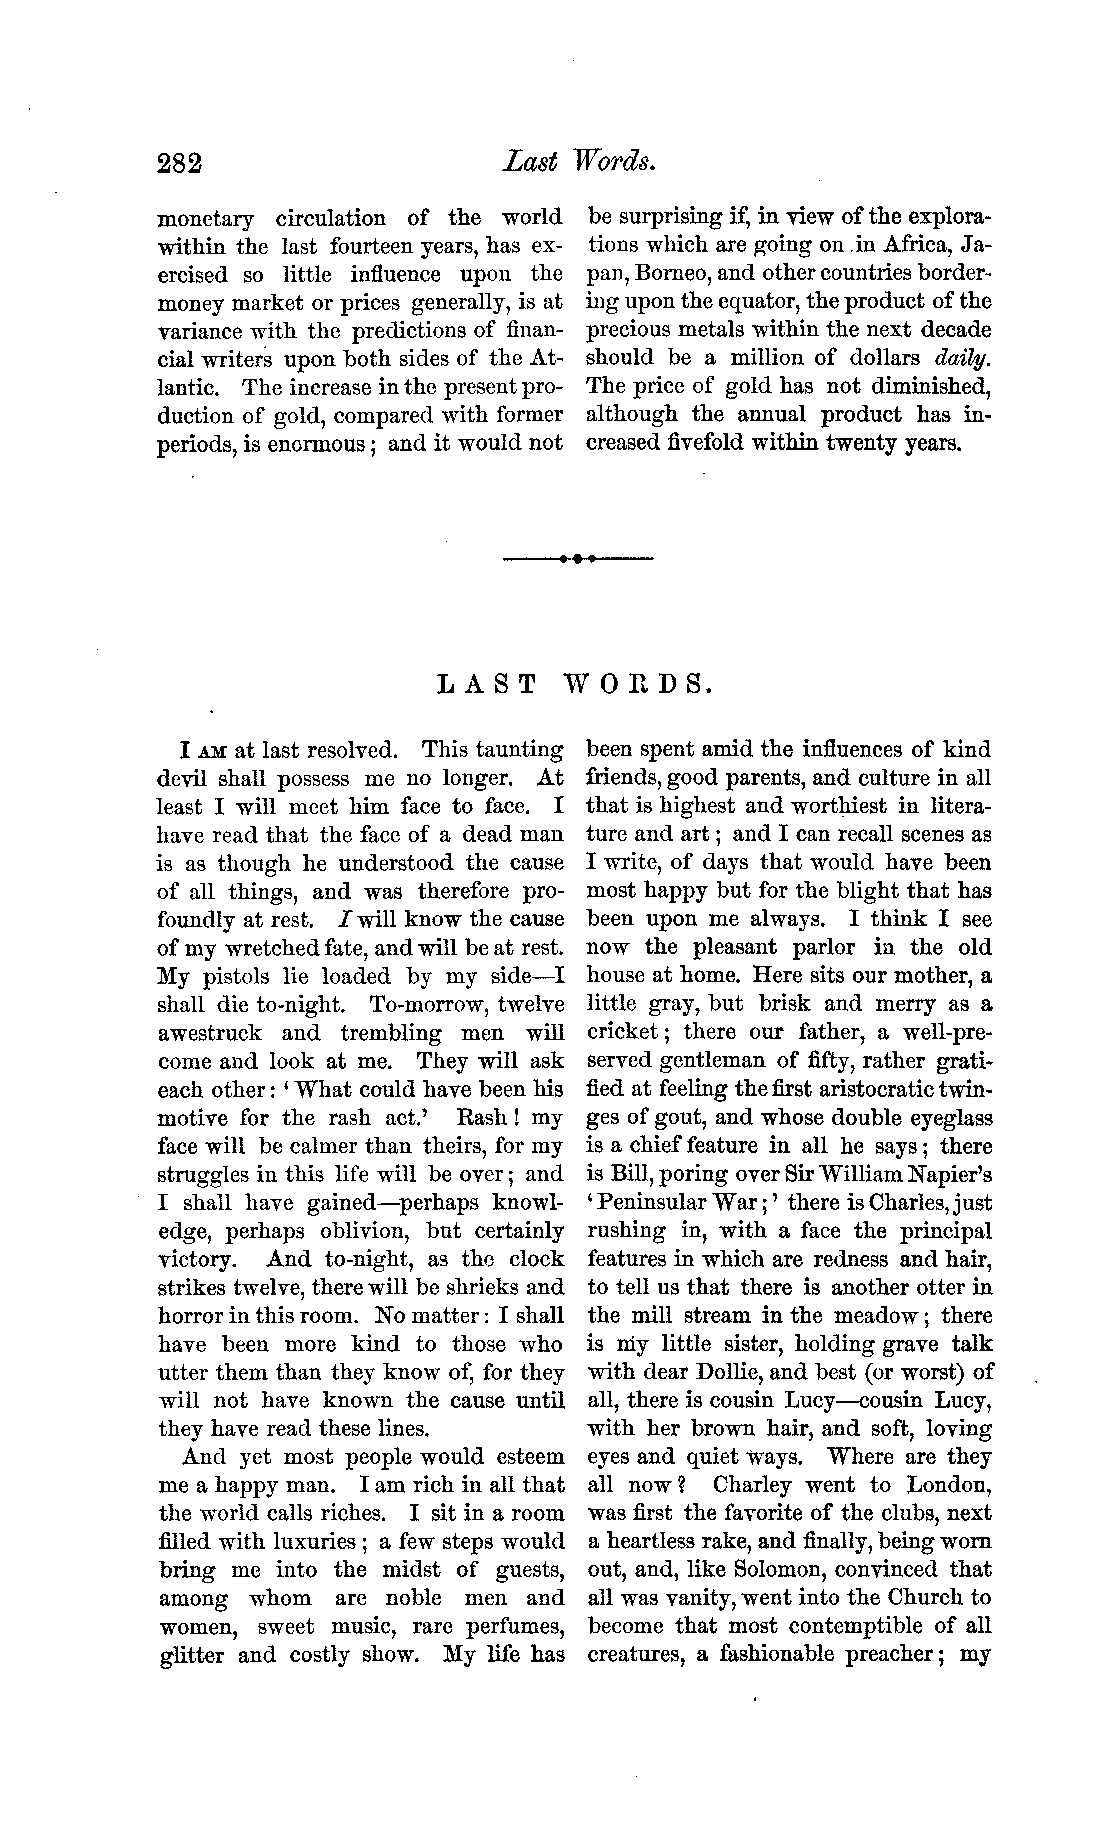 282
Last Words.
monetary circulation of the world
within the last fourteen years, has ex-
ercised so little influence upon the
money market or prices generally, is at
variance with the predictions of finan-
cial writers upon both sides of the At-
lantic. The increase in the present pro-
duction of gold, compared with former
periods, is enormous; and it would not
be surprising if, in view of the explora-
tions which are going on in Africa, Ja-
pan, Borneo, and other countries border-
ing upon the equator, the product of the
precious metals within the next decade
should be a million of dollars daily.
The price of gold has not diminished,
although the annual product has in-
creased fivefold within twenty years.
LAST WORDS.
I AM at last resolved. This taunting
devil shall possess me no longer. At
least I will meet him face to face. I
have read that the face of a dead man
is as though he understood the cause
of all things, and was therefore pro-
foundly at rest. I will know the cause
of my wretched fate, and will be at rest.
My pistols lie loaded by my side—I
shall die to-night. To-morrow, twelve
awestruck and trembling men will
come and look at me. They will ask
each other: 'What could have been his
motive for the rash act.' Rash! my
face will be calmer than theirs, for my
struggles in this life will be over; and
I shall have gained—perhaps knowl-
edge, perhaps oblivion, but certainly
victory. And to-night, as the clock
strikes twelve, there will be shrieks and
horror in this room. No matter: I shall
have been more kind to those who
utter them than they know of, for they
will not have known the cause until
they have read these lines.
And yet most people would esteem
me a happy man. I am rich in all that
the world calls riches. I sit in a room
filled with luxuries; a few steps would
bring me into the midst of guests,
among whom are noble men and
women, sweet music, rare perfumes,
glitter and costly show. My life has
been spent amid the influences of kind
friends, good parents, and culture in all
that is highest and worthiest in litera-
ture and art; and I can recall scenes as
I write, of days that would have been
most happy but for the blight that has
been upon me always. I think I see
now the pleasant parlor in the old
house at home. Here sits our mother, a
little gray, but brisk and merry as a
cricket; there our father, a well-pre-
served gentleman of fifty, rather grati-
fied at feeling the first aristocratic twin-
ges of gout, and whose double eyeglass
is a chief feature in all he says; there
is Bill, poring over Sir William Napier's
'Peninsular War;' there is Charles, just
rushing in, with a face the principal
features in which are redness and hair,
to tell us that there is another otter in
the mill stream in the meadow; there
is my little sister, holding grave talk
with dear Dollie, and best (or worst) of
all, there is cousin Lucy—cousin Lucy,
with her brown hair, and soft, loving
eyes and quiet ways. Where are they
all now? Charley went to London,
was first the favorite of the clubs, next
a heartless rake, and finally, being worn
out, and, like Solomon, convinced that
all was vanity, went into the Church to
become that most contemptible of all
creatures, a fashionable preacher; my